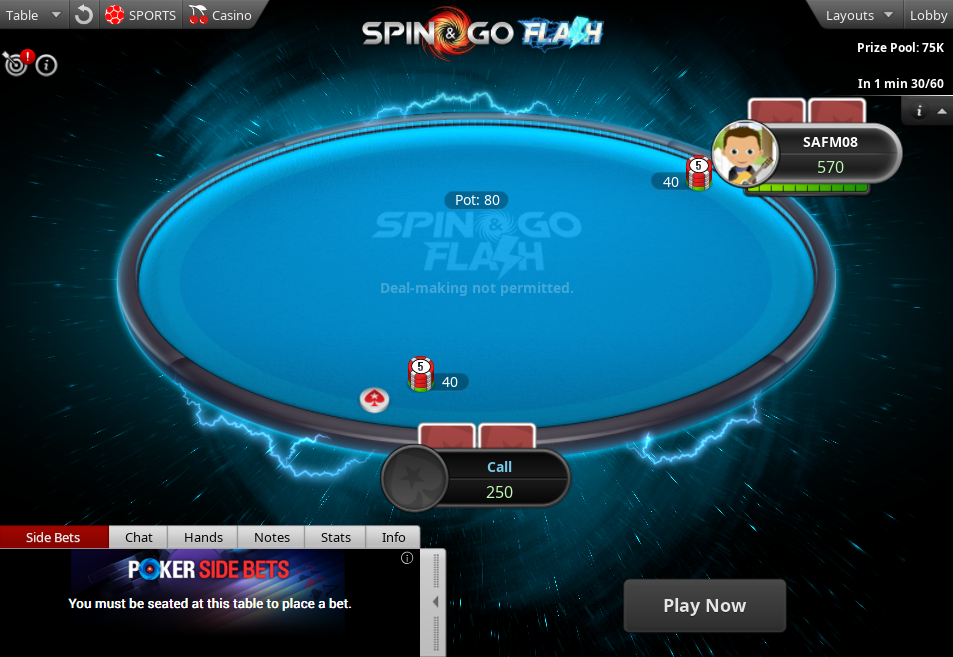 Table
SPORTS
Casino
SPIN & GO FLASH
Layouts
Lobby
Prize Pool: 75K
In 1 min 30/60
!
i
i
SAFM08
570
5
40
Pot: 80
SPIN & GO
FLASH
Deal-making not permitted.
5
40
Call
250
Side Bets
Chat
Hands
Notes
Stats
Info
POKER SIDE BETS
i
You must be seated at this table to place a bet.
Play Now